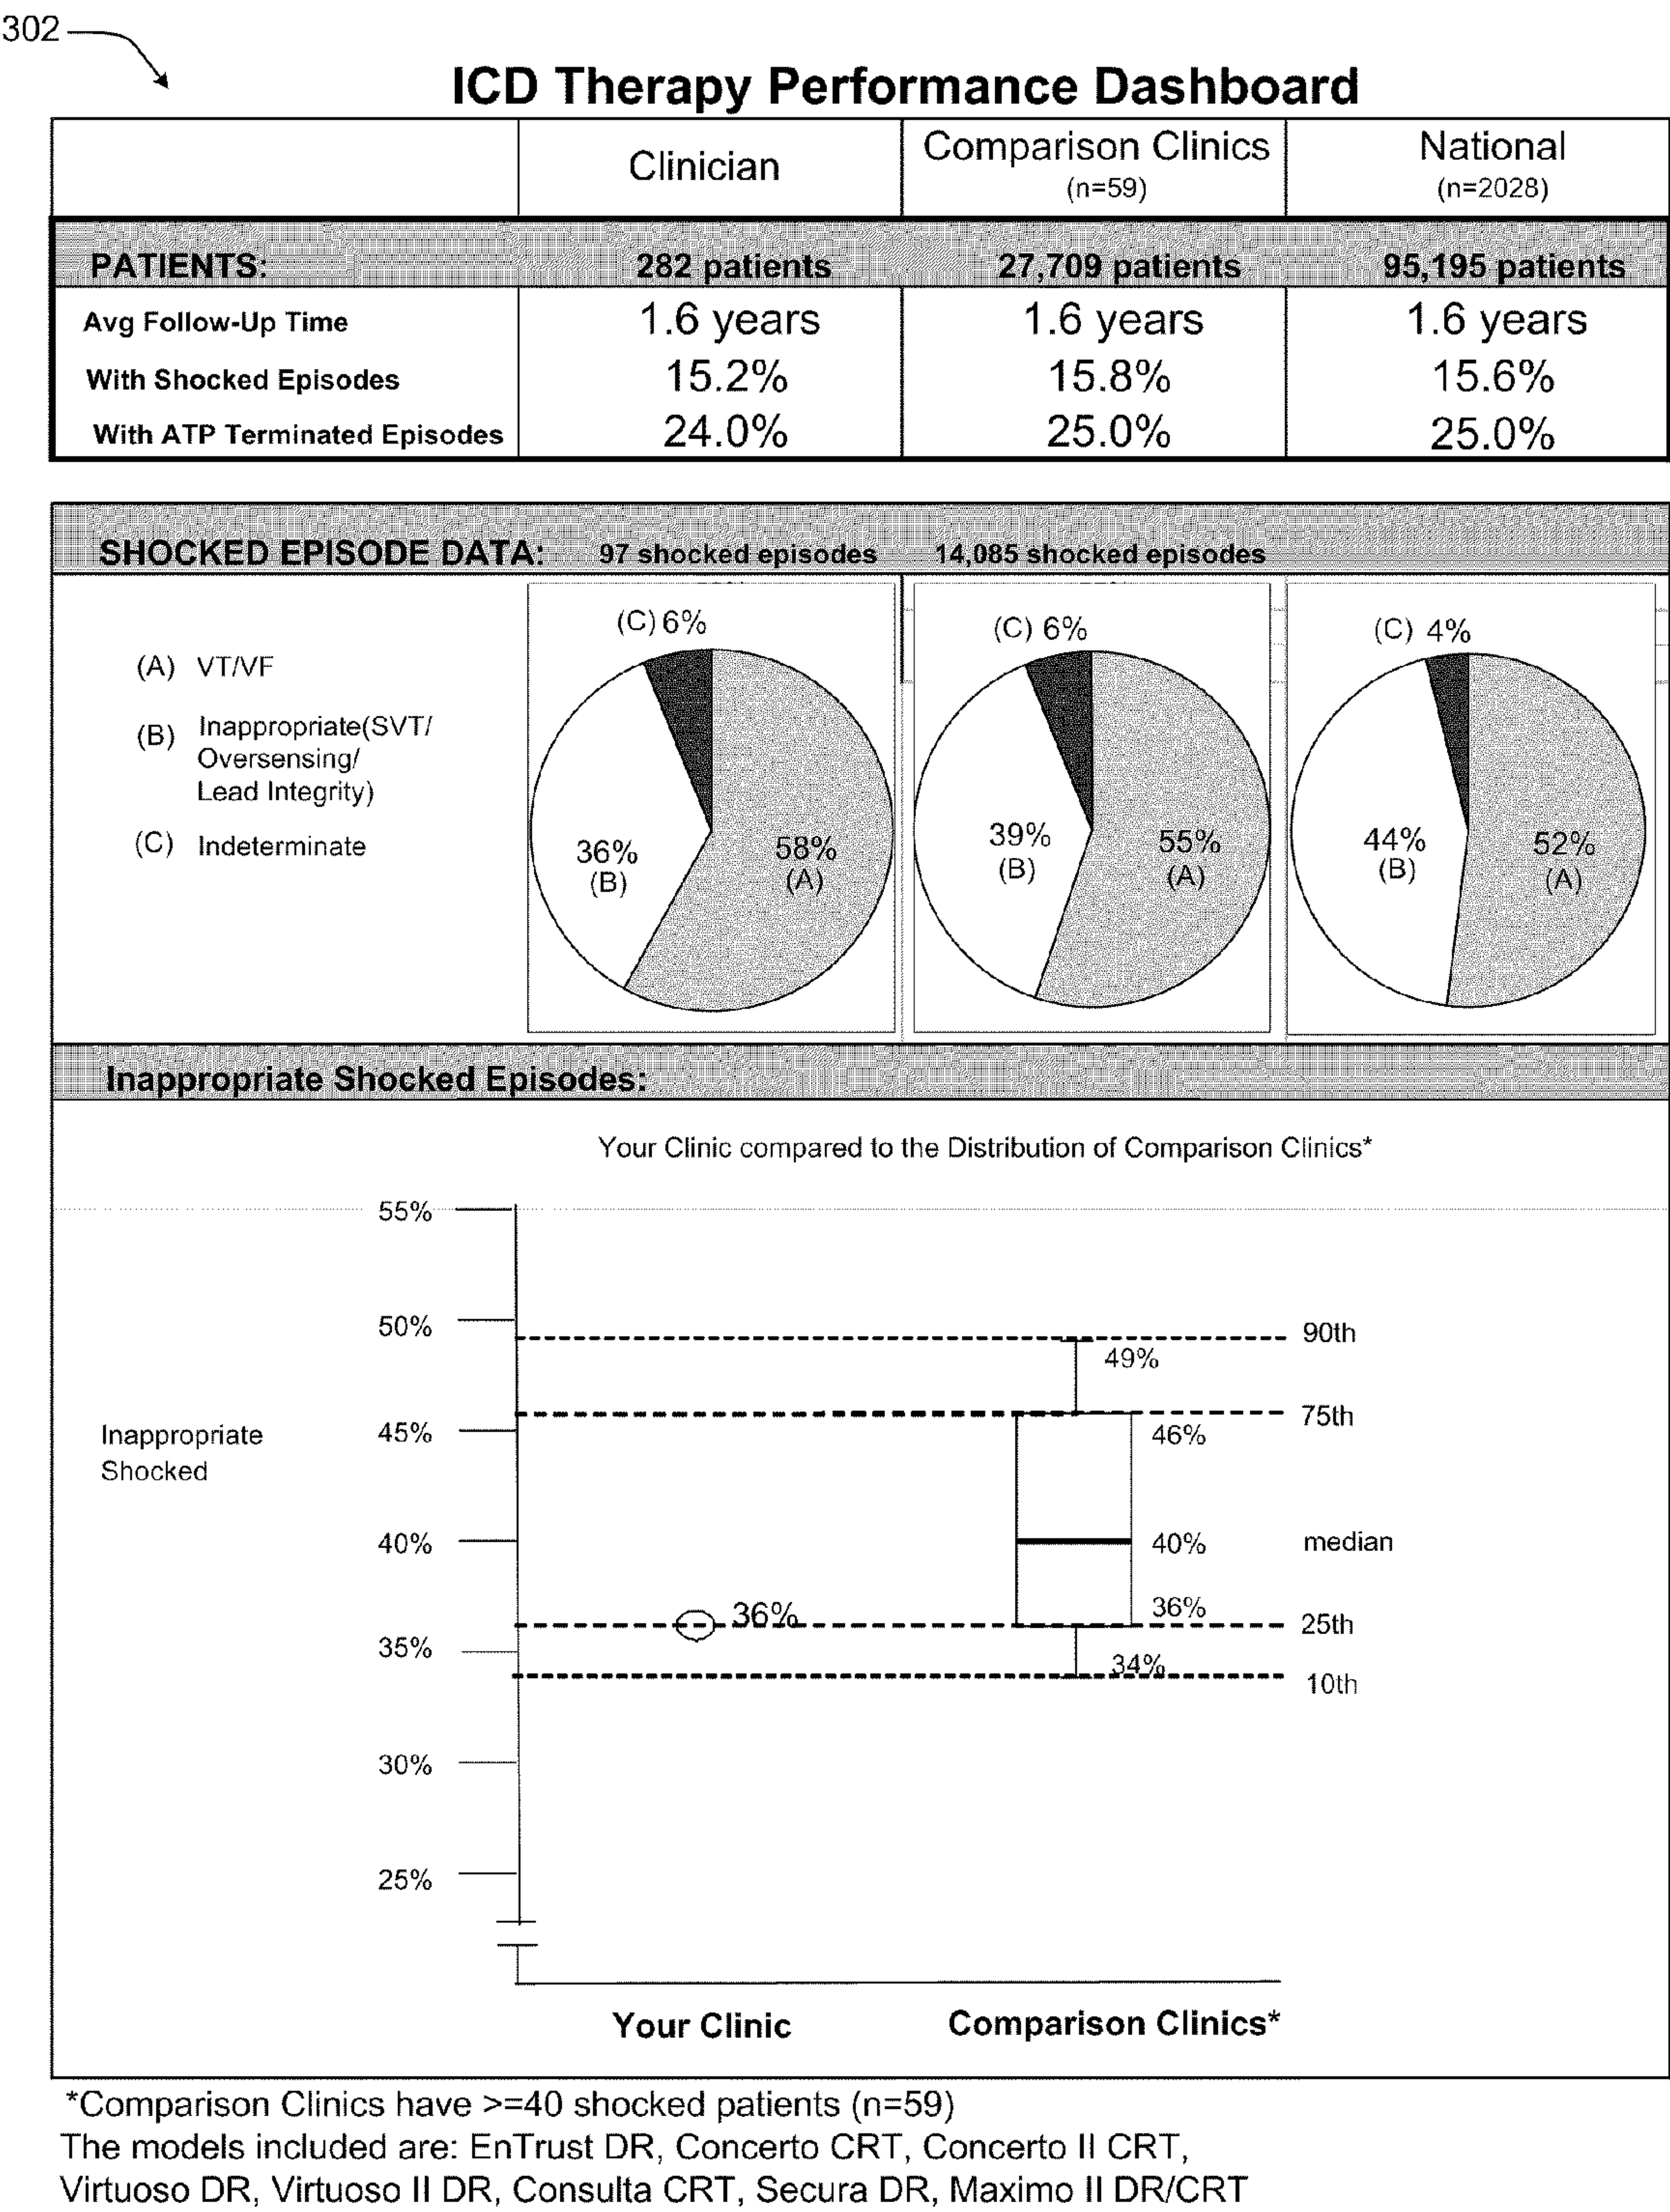 302
ICD Therapy Performance Dashboard
Clinician
Comparison Clinics
(n=59)
National
(n=2028)
PATIENTS: 282 patients 27,709 patients 95,195 patients
Avg Follow-Up Time 1.6 years 1.6 years 1.6 years
With Shocked Episodes 15.2% 15.8% 15.6%
With ATP Terminated Episodes 24.0% 25.0% 25.0%
SHOCKED EPISODE DATA: 97 shocked episodes 14,085 shocked episodes
(A) VT/VF
(B) Inappropriate(SVT/
Oversensing/
Lead Integrity)
(C) Indeterminate
(C) 6%
36%
(B)
58%
(A)
(C) 6%
39%
(B)
55%
(A)
(C) 4%
44%
(B)
52%
(A)
Inappropriate Shocked Episodes:
Your Clinic compared to the Distribution of Comparison Clinics*
Inappropriate
Shocked
55%
50%
45%
40%
35%
30%
25%
36%
49%
46%
40%
36%
34%
90th
75th
median
25th
10th
Your Clinic Comparison Clinics*
*Comparison Clinics have >=40 shocked patients (n=59)
The models included are: EnTrust DR, Concerto CRT, Concerto II CRT,
Virtuoso DR, Virtuoso II DR, Consulta CRT, Secura DR, Maximo II DR/CRT